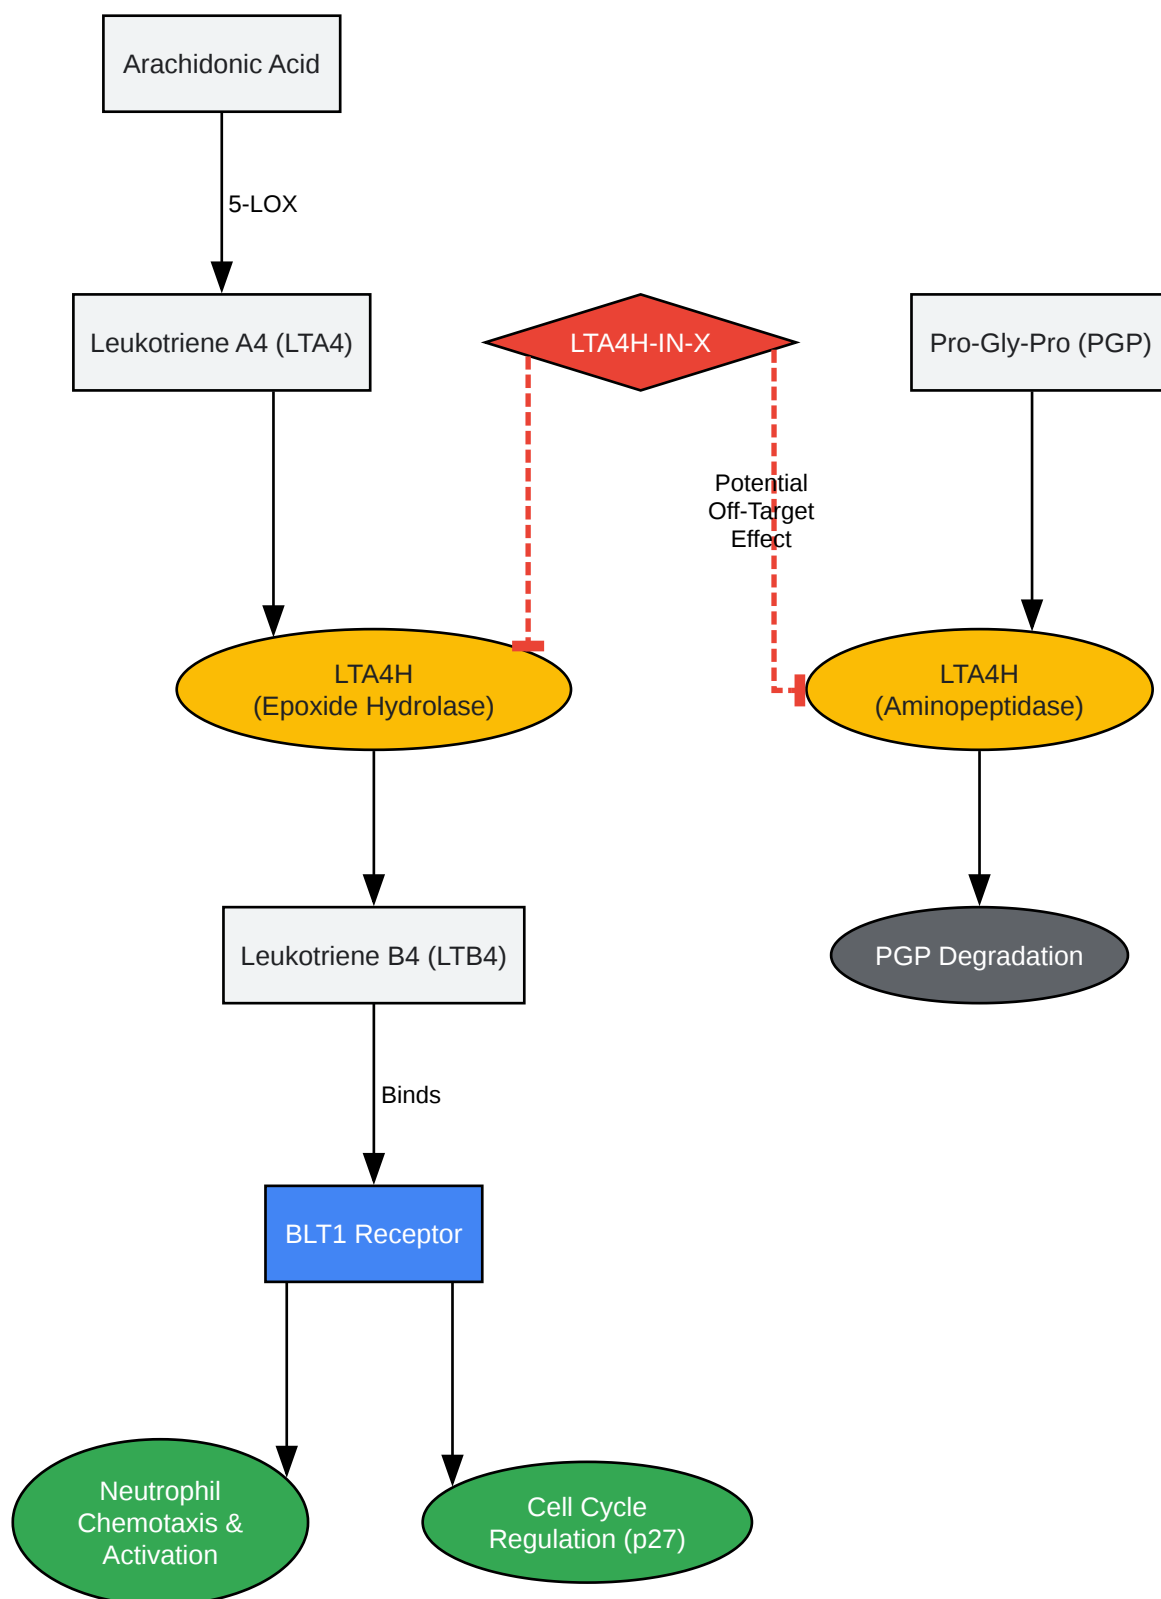 Arachidonic Acid
5-LOX
Leukotriene A4 (LTA4)
LTA4H-IN-X
Pro-Gly-Pro (PGP)
Potential
Off-Target
Effect
LTA4H
(Epoxide Hydrolase)
LTA4H
(Aminopeptidase)
Leukotriene B4 (LTB4)
PGP Degradation
Binds
BLT1 Receptor
Neutrophil
Chemotaxis &
Activation
Cell Cycle
Regulation (p27)